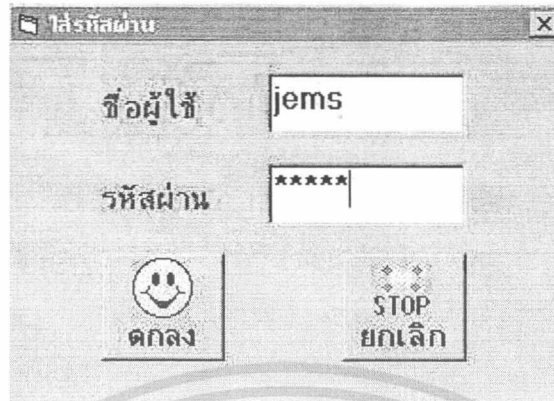 ใส่รหัสผ่าน
ชื่อผู้ใช้ jems
รหัสผ่าน *****
ตกลง
STOP
ยกเลิก